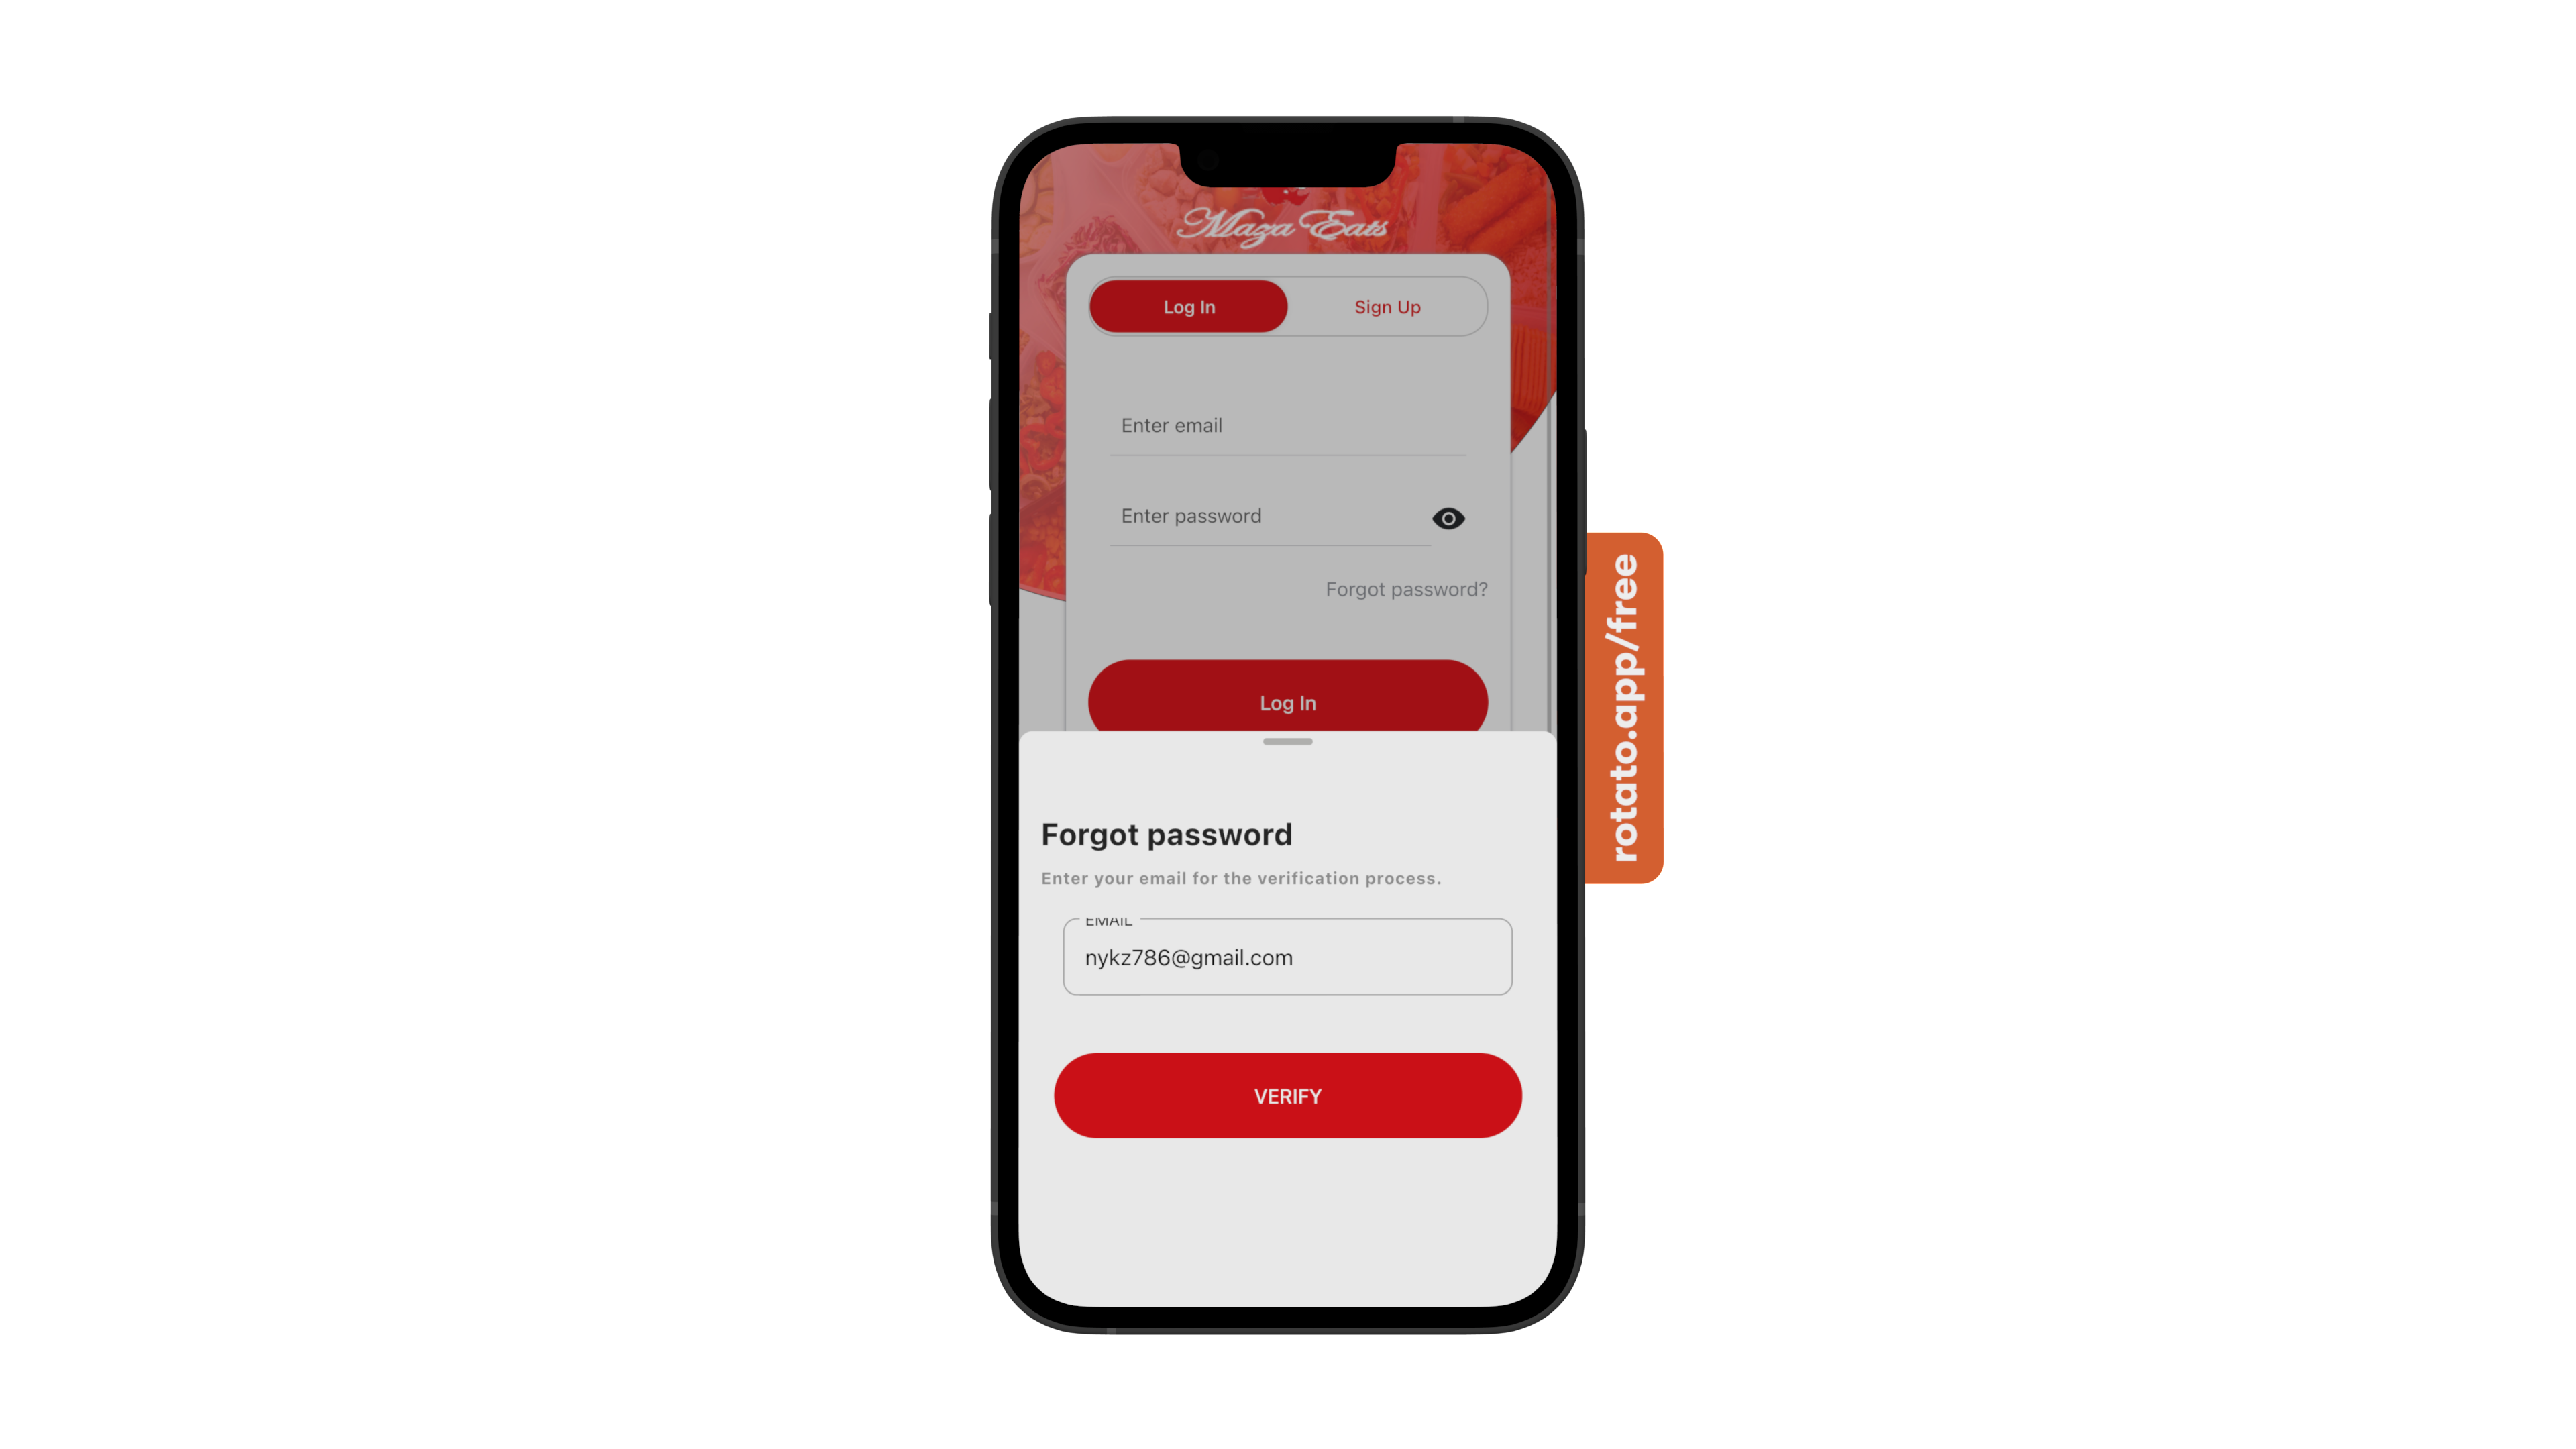 Maza Eats
Log In
Sign Up
Enter email
Enter password
Forgot password?
Log In
Forgot password
Enter your email for the verification process.
EMAIL
nykz786@gmail.com
VERIFY
rotato.app/free